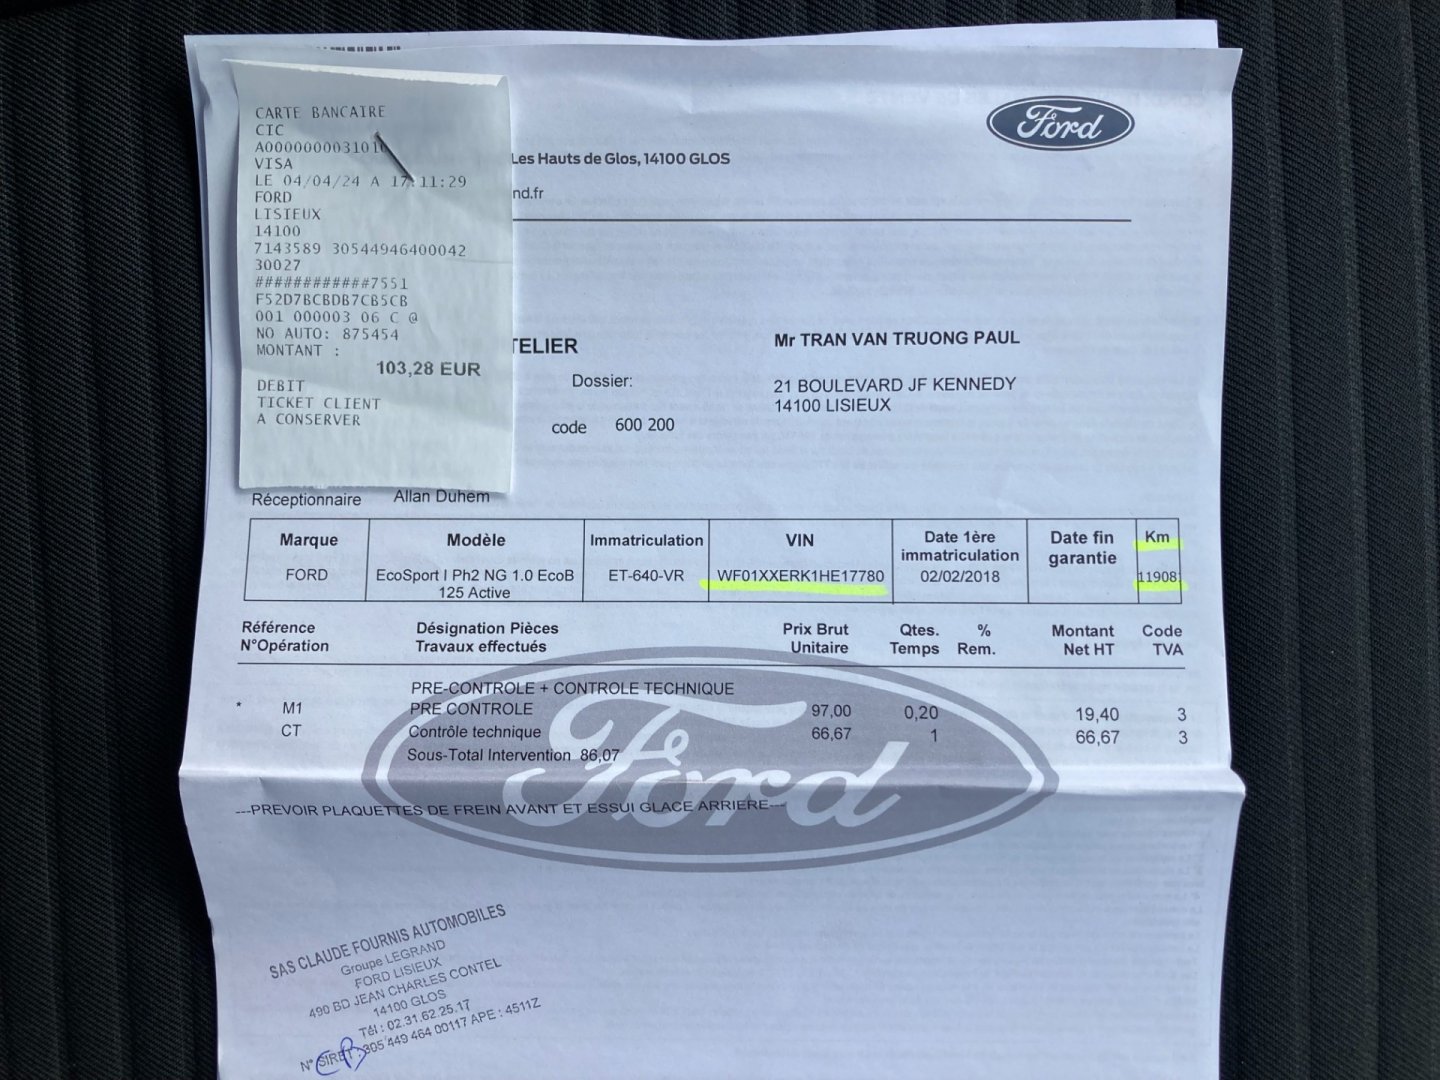 CARTE BANCAIRE
CIC
A0000000031010
VISA
LE 04/04/24 A 17:11:29
FORD
LISIEUX
14100
7143589 30544946400042
30027
############7551
F52D7BCBDB7CB5CB
001 000003 06 C @
NO AUTO: 875454
MONTANT :
103,28 EUR
DEBIT
TICKET CLIENT
A CONSERVER
Ford
Les Hauts de Glos, 14100 GLOS
nd.fr
TELIER
Mr TRAN VAN TRUONG PAUL
Dossier:
21 BOULEVARD JF KENNEDY
14100 LISIEUX
code 600 200
Réceptionnaire Allan Duhem
Marque Modèle Immatriculation VIN Date 1ère immatriculation Date fin garantie Km
FORD EcoSport I Ph2 NG 1.0 EcoB 125 Active ET-640-VR WF01XXERK1HE17780 02/02/2018 11908
Référence N°Opération Désignation Pièces Travaux effectués Prix Brut Unitaire Qtes. Temps % Rem. Montant Net HT Code TVA
PRE-CONTROLE + CONTROLE TECHNIQUE
* M1 PRE CONTROLE 97,00 0,20 19,40 3
CT Contrôle technique 66,67 1 66,67 3
Sous-Total Intervention 86,07
Ford
---PREVOIR PLAQUETTES DE FREIN AVANT ET ESSUI GLACE ARRIERE---
SAS CLAUDE FOURNIS AUTOMOBILES
Groupe LEGRAND
FORD LISIEUX
490 BD JEAN CHARLES CONTEL
14100 GLOS
Tél : 02.31.62.25.17
N° SIRET : 305 449 464 00117 APE : 4511Z
CB